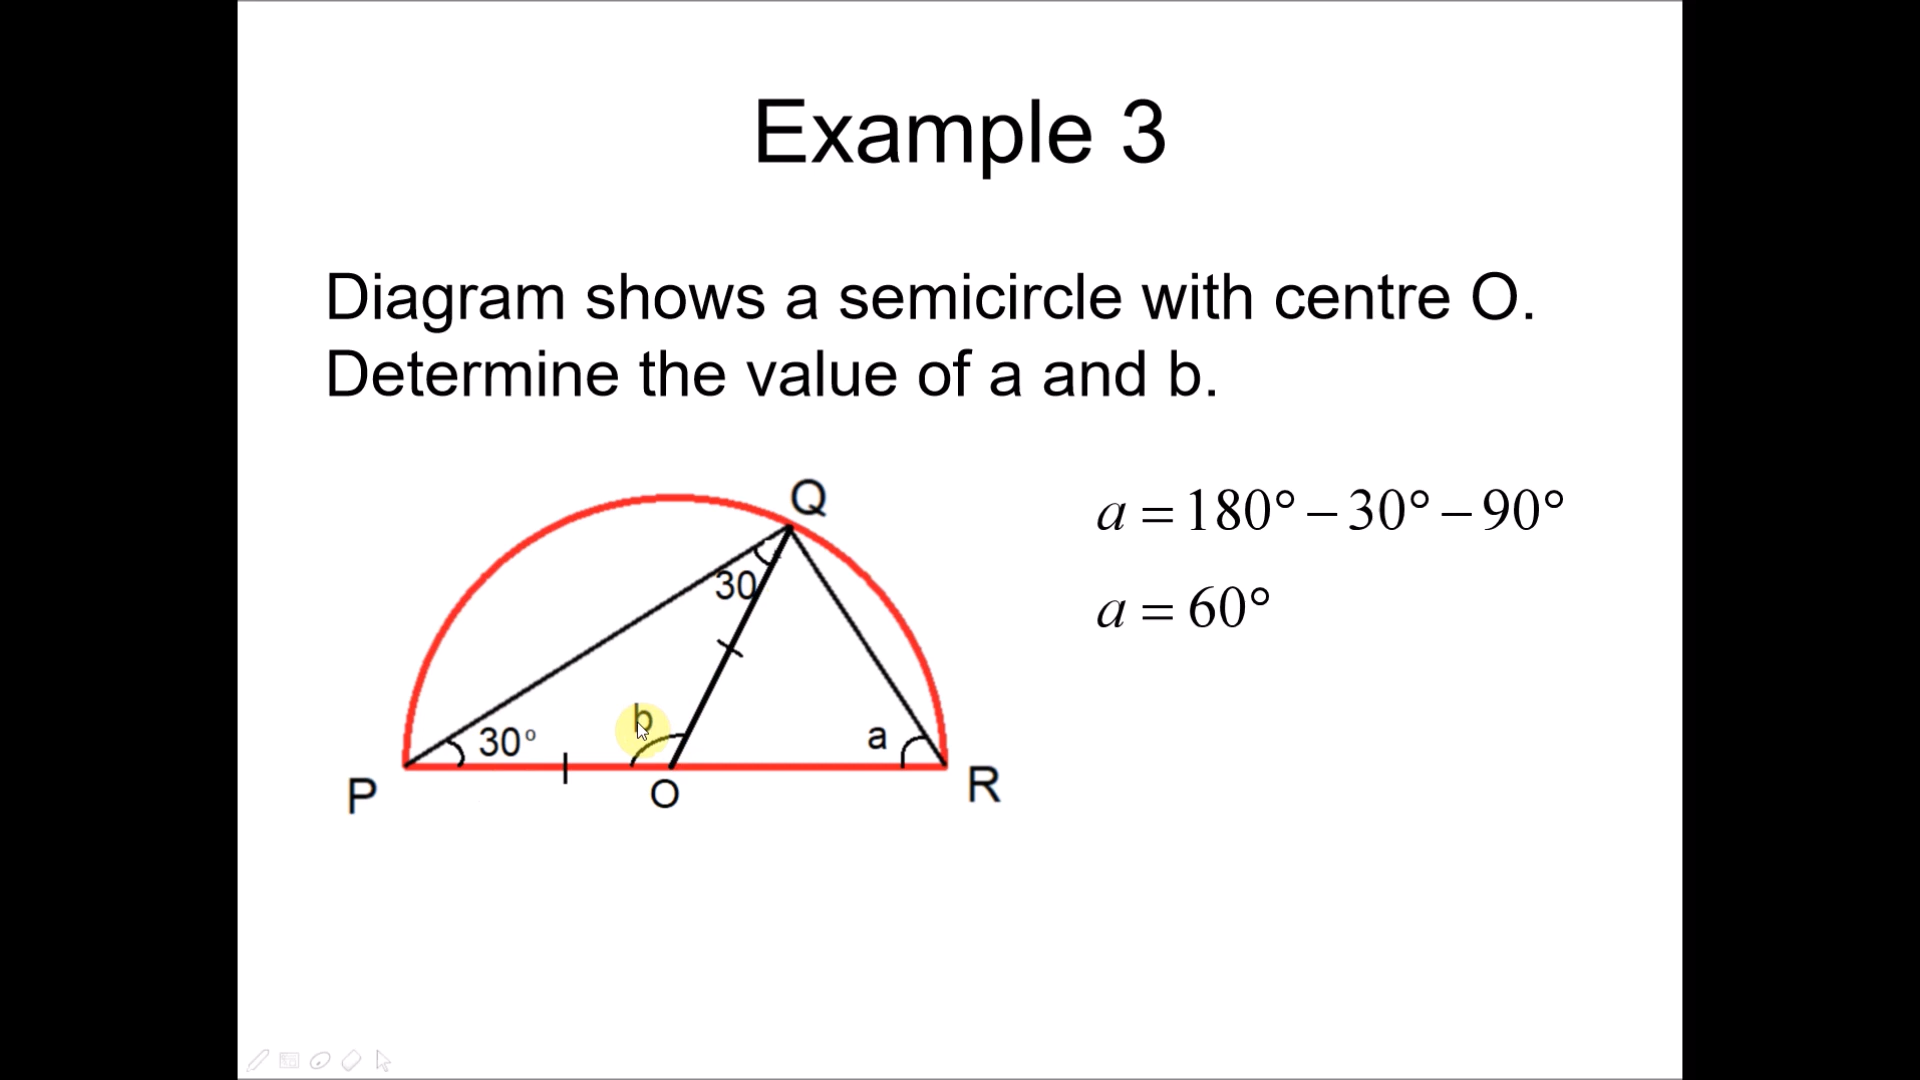 Example 3
Diagram shows a semicircle with centre O.
Determine the value of a and b.
Q
a = 180° – 30° – 90°
30
a = 60°
b
30°
a
P
O
R